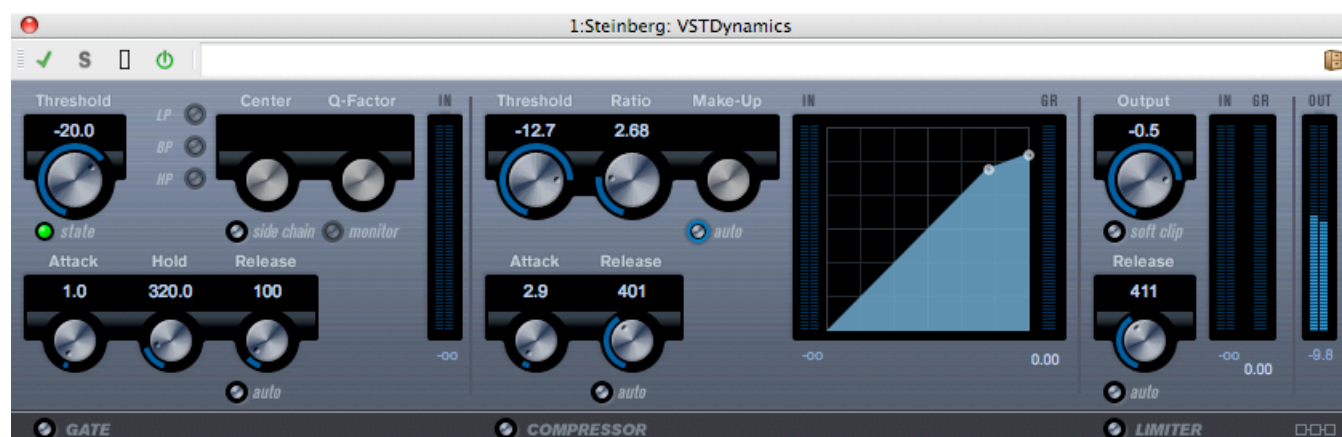 1:Steinberg: VSTDynamics
S
Threshold
-20.0
LP
BP
HP
Center Q-Factor
IN
state
side chain
monitor
Attack Hold Release
1.0 320.0 100
auto
-oo
GATE
Threshold Ratio Make-Up
-12.7 2.68
auto
Attack Release
2.9 401
auto
IN GR
-oo 0.00
COMPRESSOR
Output
-0.5
soft clip
Release
411
auto
IN GR
-oo 0.00
LIMITER
OUT
-9.8